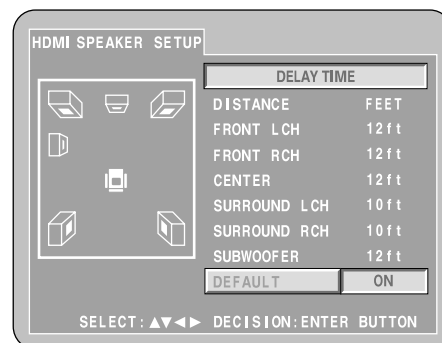 HDMI SPEAKER SETUP
DELAY TIME
DISTANCE FEET
FRONT LCH 12ft
FRONT RCH 12ft
CENTER 12ft
SURROUND LCH 10ft
SURROUND RCH 10ft
SUBWOOFER 12ft
DEFAULT ON
SELECT:▲▼◄► DECISION:ENTER BUTTON